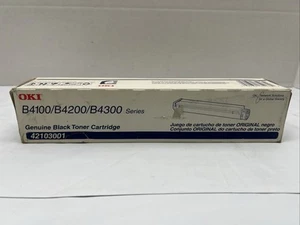 OKI
B4100/B4200/B4300 Series
Genuine Black Toner Cartridge
42103001
Juego de cartucho de toner ORIGINAL negro
Conjunto ORIGINAL de cartucho de toner preto